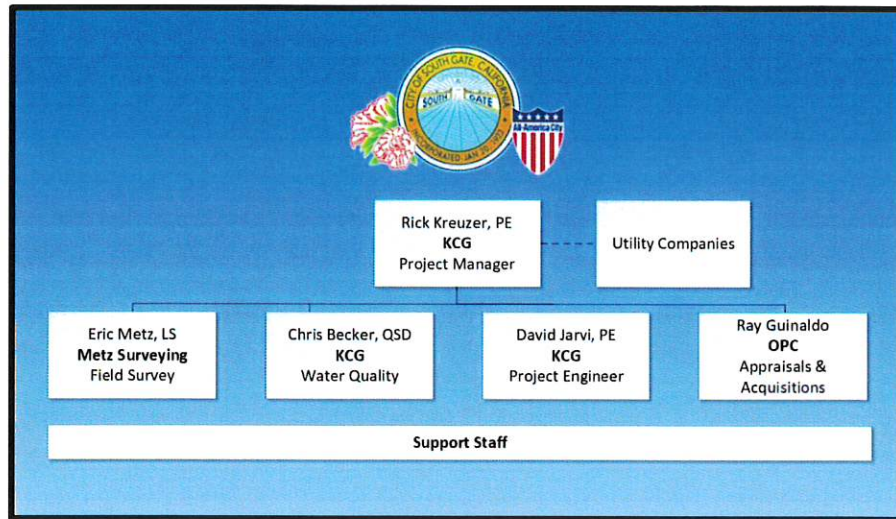 CITY OF SOUTH GATE, CALIFORNIA
SOUTH GATE
INCORPORATED JAN. 20, 1923
All-America City
Rick Kreuzer, PE
KCG
Project Manager
Utility Companies
Eric Metz, LS
Metz Surveying
Field Survey
Chris Becker, QSD
KCG
Water Quality
David Jarvi, PE
KCG
Project Engineer
Ray Guinaldo
OPC
Appraisals &
Acquisitions
Support Staff